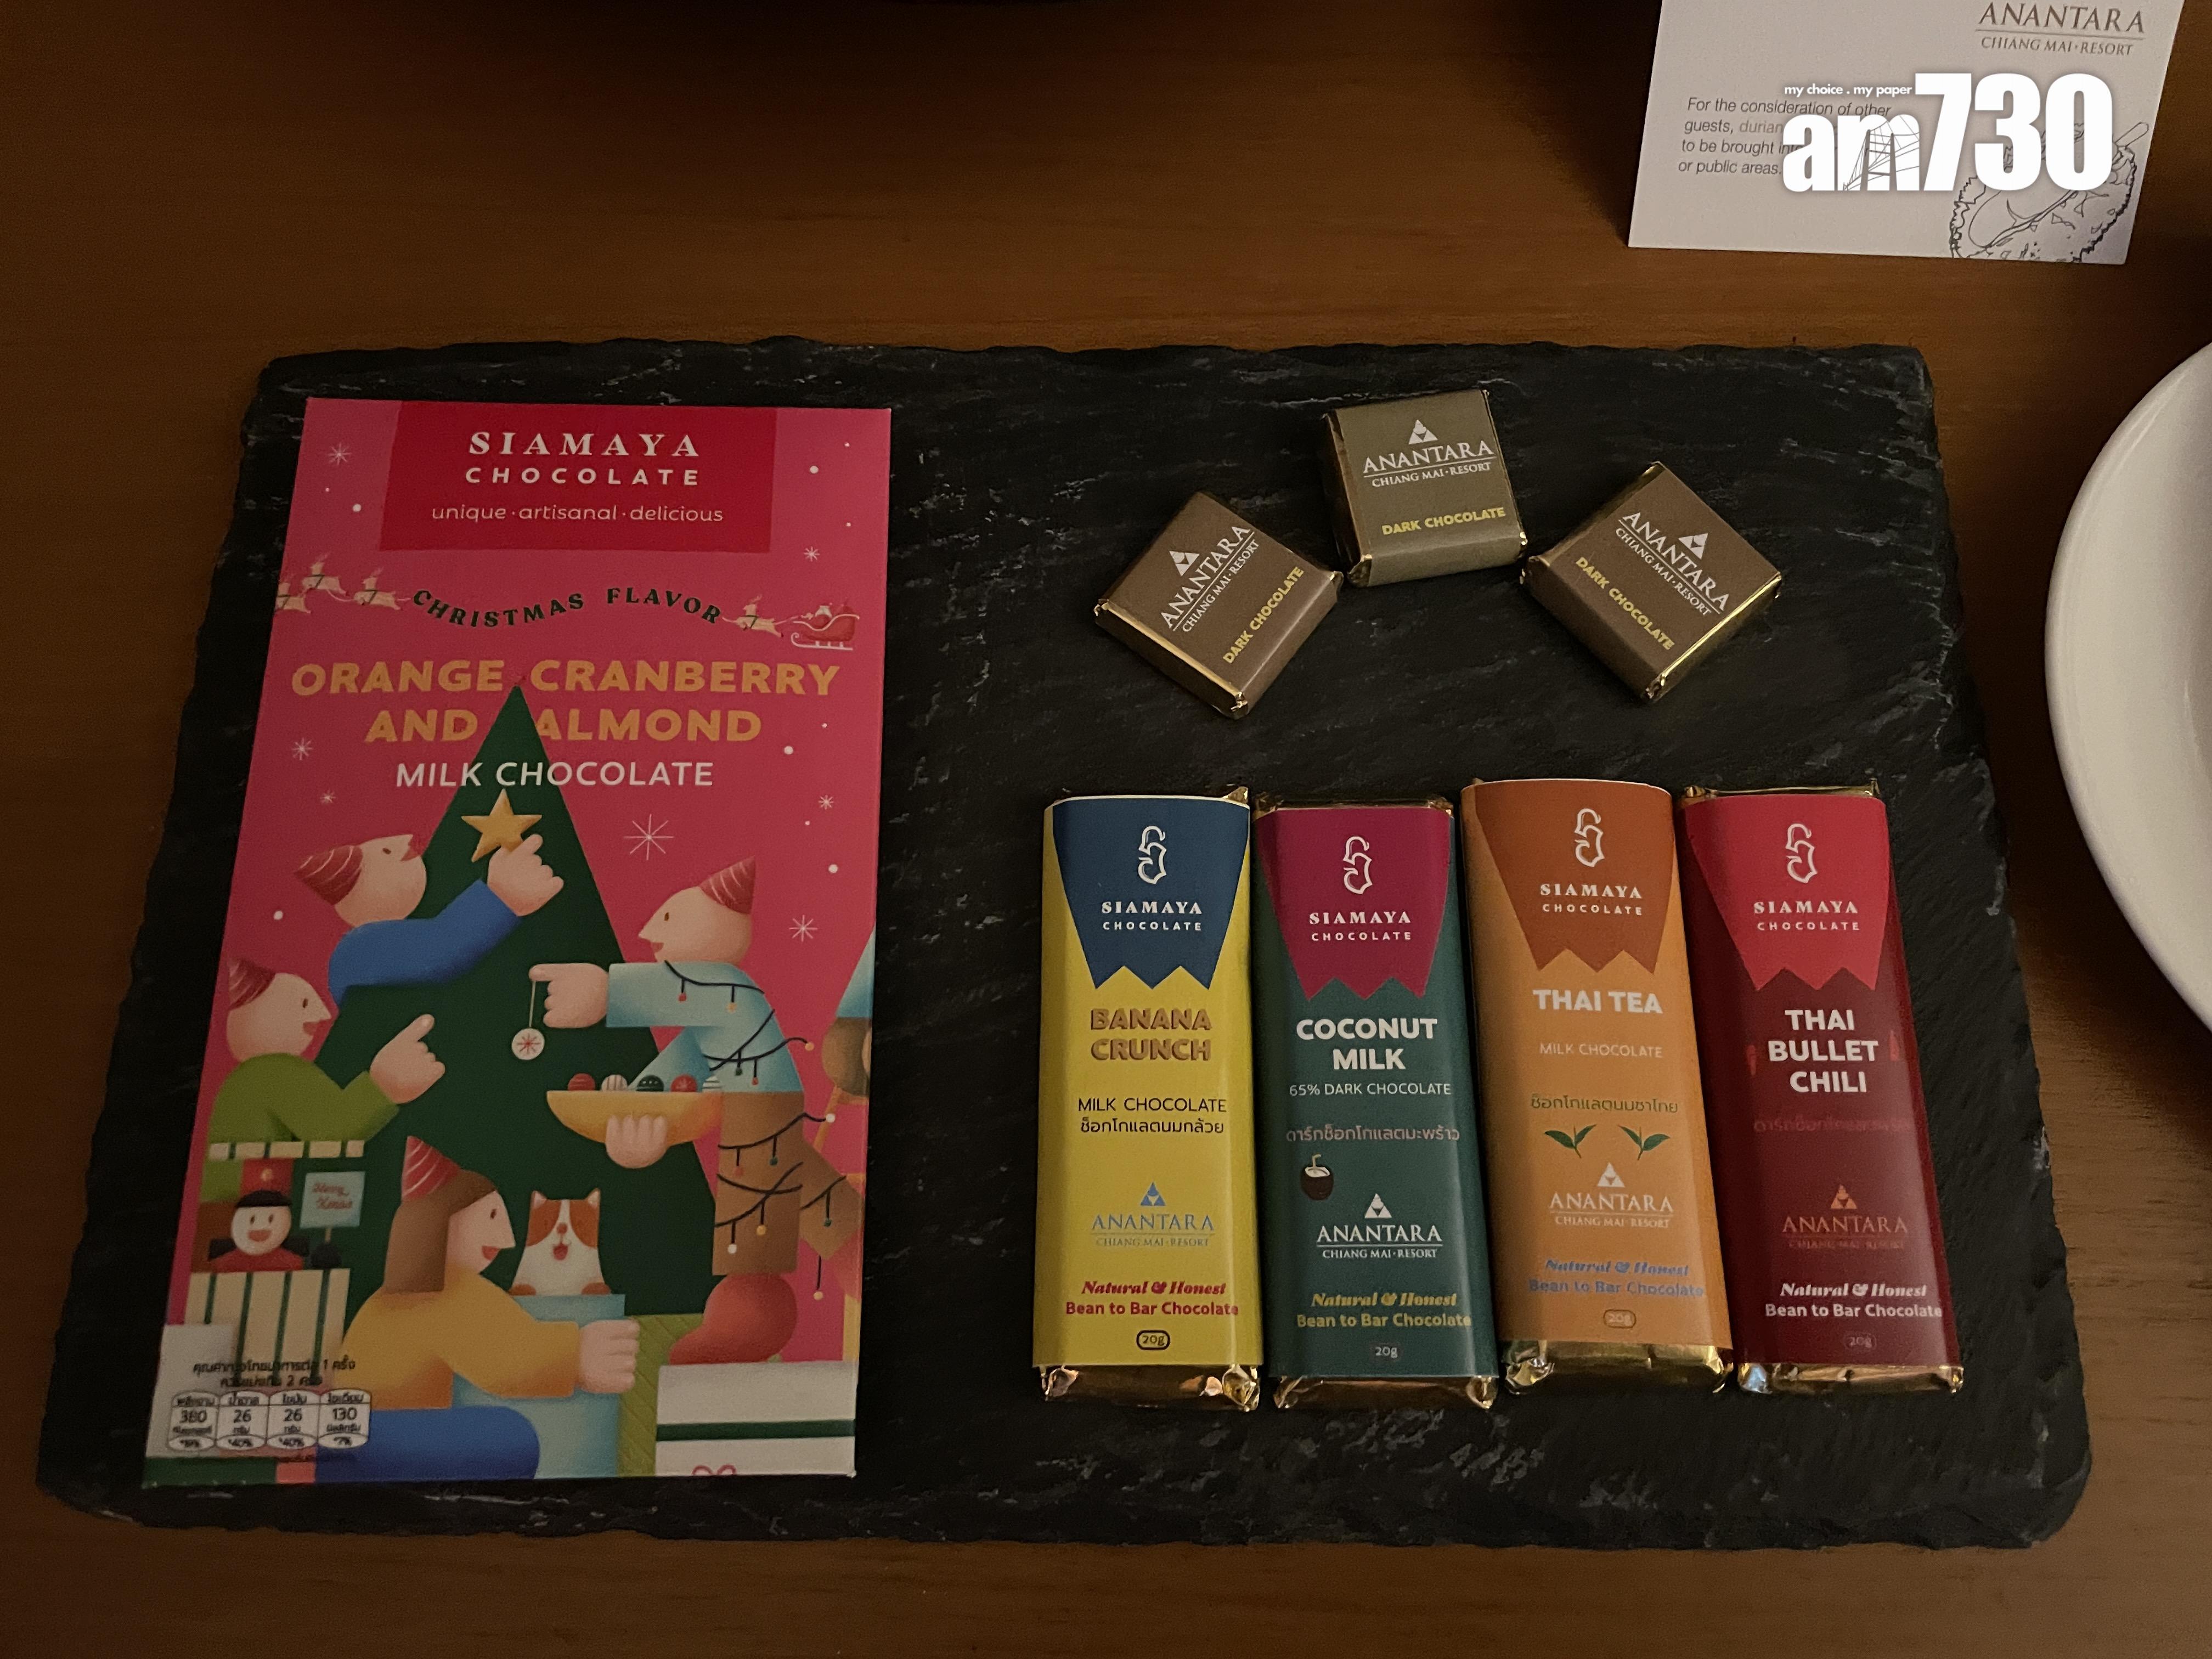 ANANTARA
CHIANG MAI · RESORT
my choice . my paper
am730
For the consideration of other
guests, durian
to be brought
or public areas.
SIAMAYA
CHOCOLATE
unique · artisanal · delicious
CHRISTMAS FLAVOR
ORANGE CRANBERRY
AND ALMOND
MILK CHOCOLATE
Merry
380
26
26
130
ANANTARA
CHIANG MAI · RESORT
DARK CHOCOLATE
ANANTARA
CHIANG MAI · RESORT
DARK CHOCOLATE
ANANTARA
CHIANG MAI · RESORT
DARK CHOCOLATE
SIAMAYA
CHOCOLATE
BANANA
CRUNCH
MILK CHOCOLATE
ช็อกโกแลตนมกล้วย
ANANTARA
CHIANG MAI · RESORT
Natural & Honest
Bean to Bar Chocolate
20g
SIAMAYA
CHOCOLATE
COCONUT
MILK
65% DARK CHOCOLATE
ดาร์กช็อกโกแลตมะพร้าว
ANANTARA
CHIANG MAI · RESORT
Natural & Honest
Bean to Bar Chocolate
20g
SIAMAYA
CHOCOLATE
THAI TEA
MILK CHOCOLATE
ช็อกโกแลตนมชาไทย
ANANTARA
CHIANG MAI · RESORT
Natural & Honest
Bean to Bar Chocolate
20g
SIAMAYA
CHOCOLATE
THAI
BULLET
CHILI
ANANTARA
CHIANG MAI · RESORT
Natural & Honest
Bean to Bar Chocolate
20g